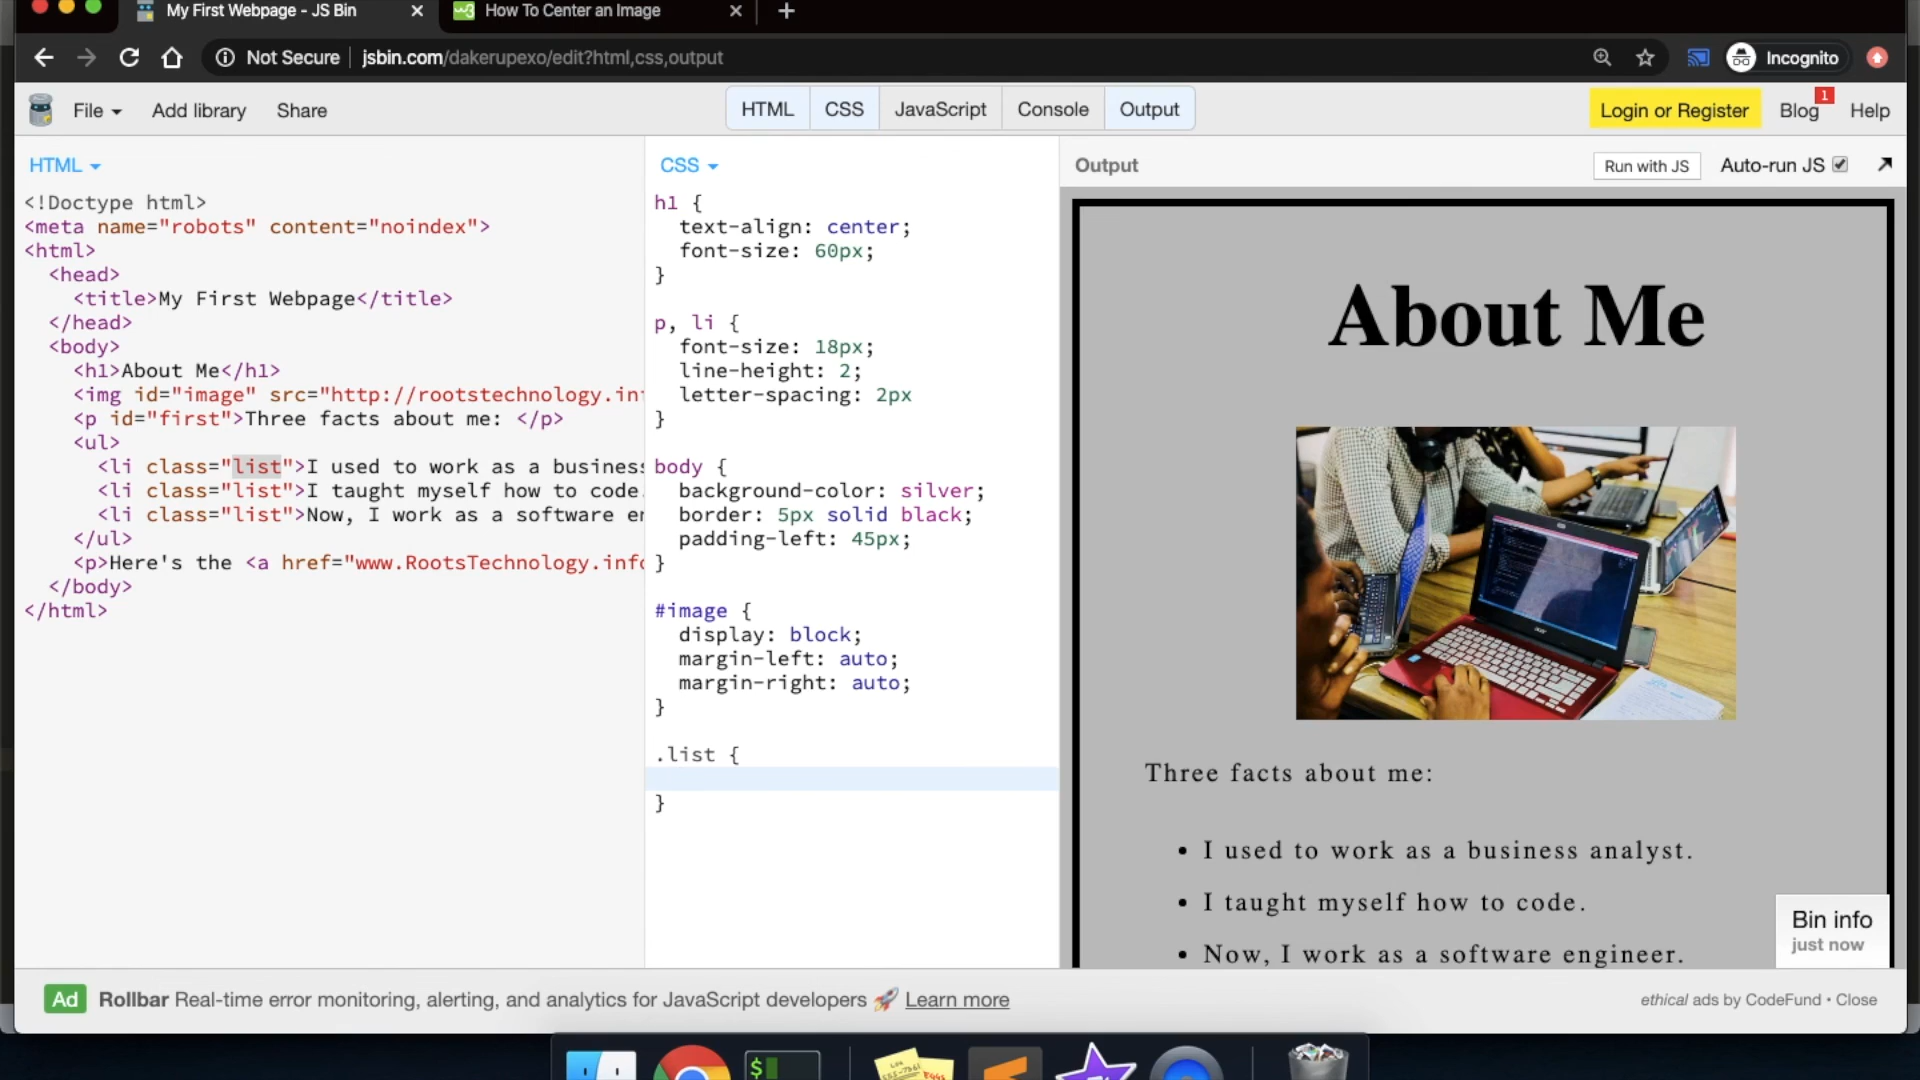 My First Webpage - JS Bin
How To Center an Image
Not Secure
jsbin.com/dakerupexo/edit?html,css,output
Incognito
File
Add library
Share
HTML
CSS
JavaScript
Console
Output
Login or Register
Blog
1
Help
HTML
<!Doctype html>
<meta name="robots" content="noindex">
<html>
<head>
<title>My First Webpage</title>
</head>
<body>
<h1>About Me</h1>
<img id="image" src="http://rootstechnology.in
<p id="first">Three facts about me: </p>
<ul>
<li class="list">I used to work as a business
<li class="list">I taught myself how to code.
<li class="list">Now, I work as a software en
</ul>
<p>Here's the <a href="www.RootsTechnology.info
</body>
</html>
CSS
h1 {
text-align: center;
font-size: 60px;
}
p, li {
font-size: 18px;
line-height: 2;
letter-spacing: 2px
}
body {
background-color: silver;
border: 5px solid black;
padding-left: 45px;
}
#image {
display: block;
margin-left: auto;
margin-right: auto;
}
.list {
}
Output
Run with JS
Auto-run JS
About Me
Three facts about me:
• I used to work as a business analyst.
• I taught myself how to code.
• Now, I work as a software engineer.
Bin info
just now
Ad
Rollbar Real-time error monitoring, alerting, and analytics for JavaScript developers 🚀 Learn more
ethical ads by CodeFund • Close
$